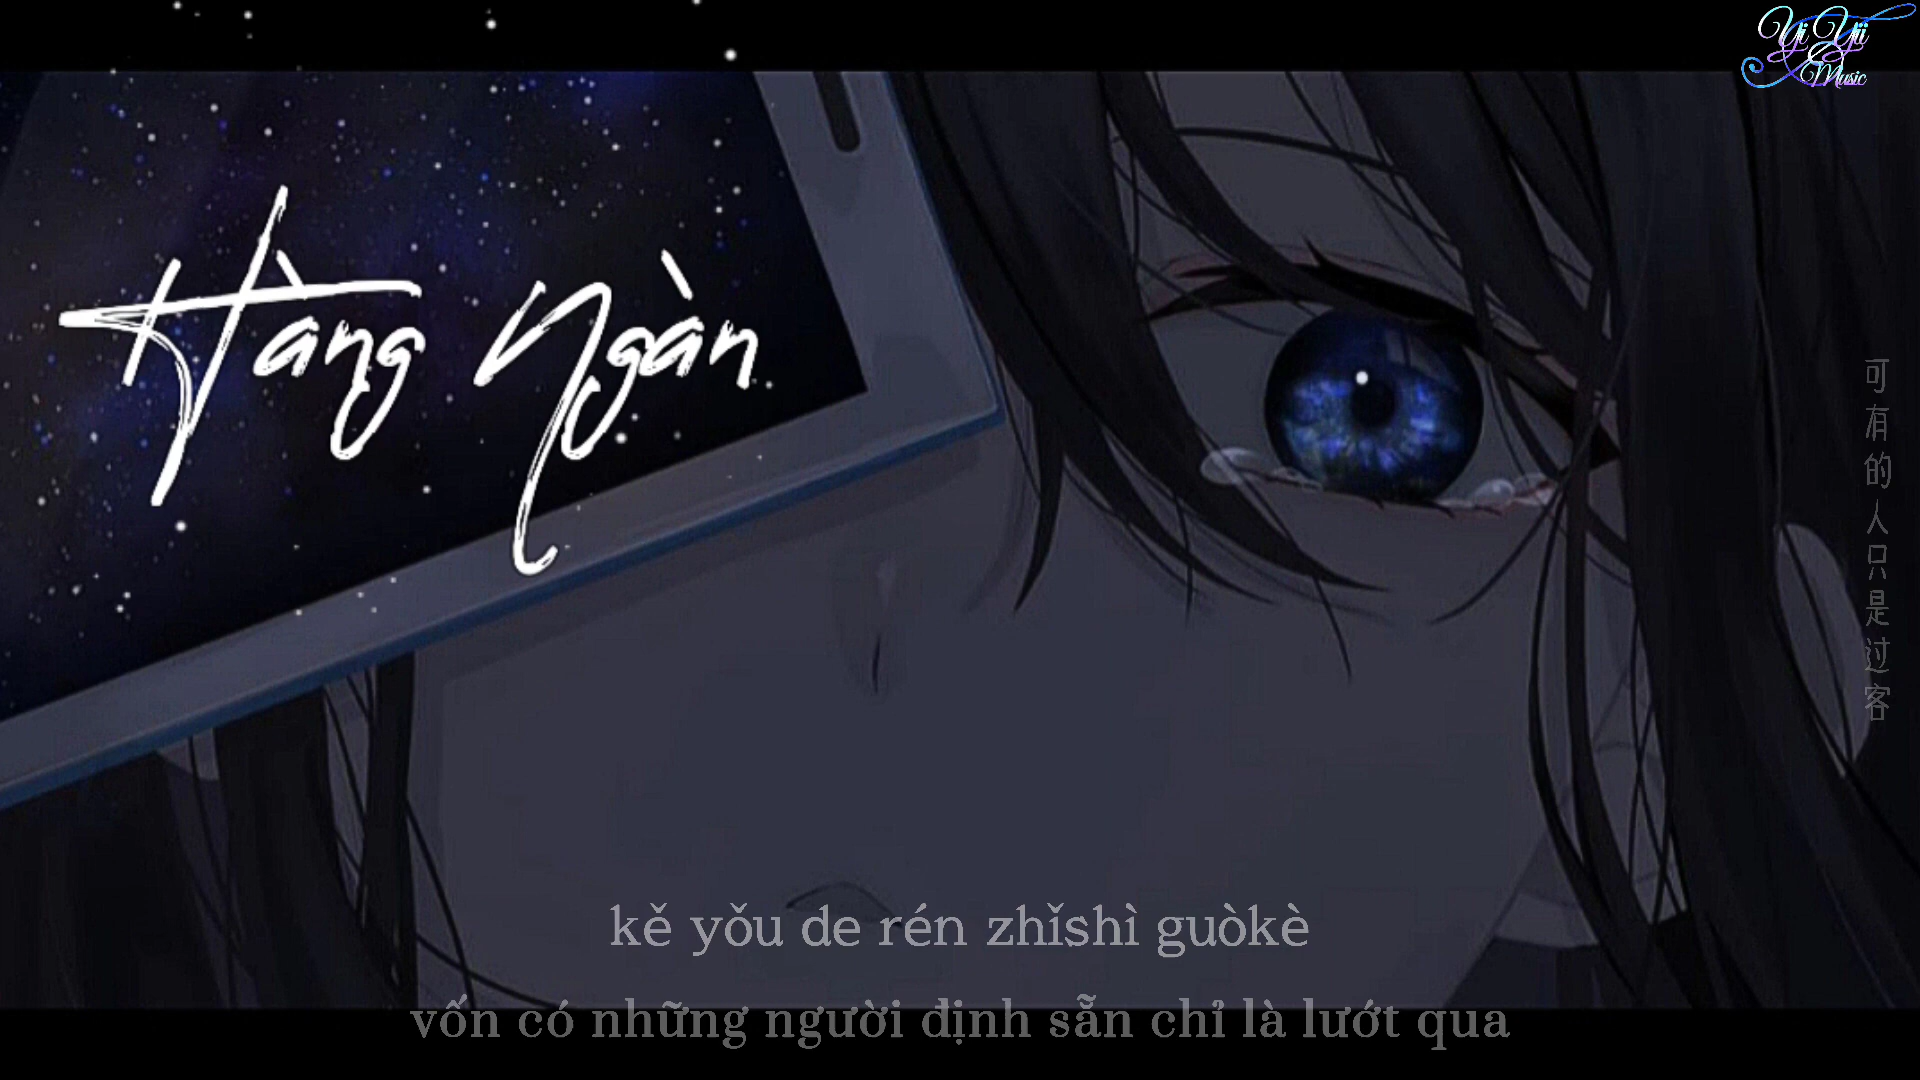 Yi Yii
Music
Hàng Ngàn
可有的人只是过客
kě yǒu de rén zhǐshì guòkè
vốn có những người định sẵn chỉ là lướt qua